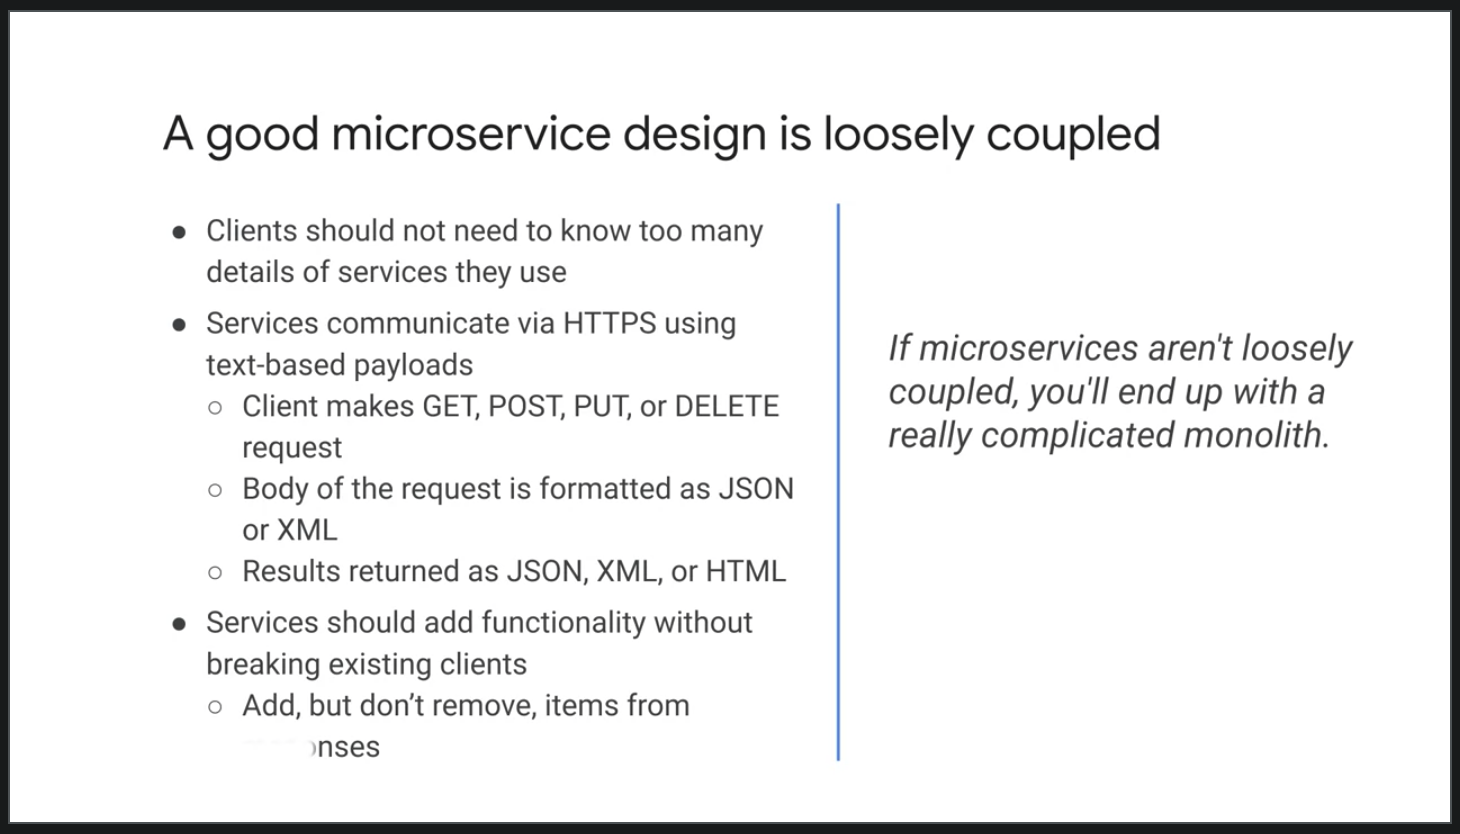 A good microservice design is loosely coupled
● Clients should not need to know too many
details of services they use
● Services communicate via HTTPS using
text-based payloads
○ Client makes GET, POST, PUT, or DELETE
request
○ Body of the request is formatted as JSON
or XML
○ Results returned as JSON, XML, or HTML
● Services should add functionality without
breaking existing clients
○ Add, but don’t remove, items from
If microservices aren't loosely
coupled, you'll end up with a
really complicated monolith.